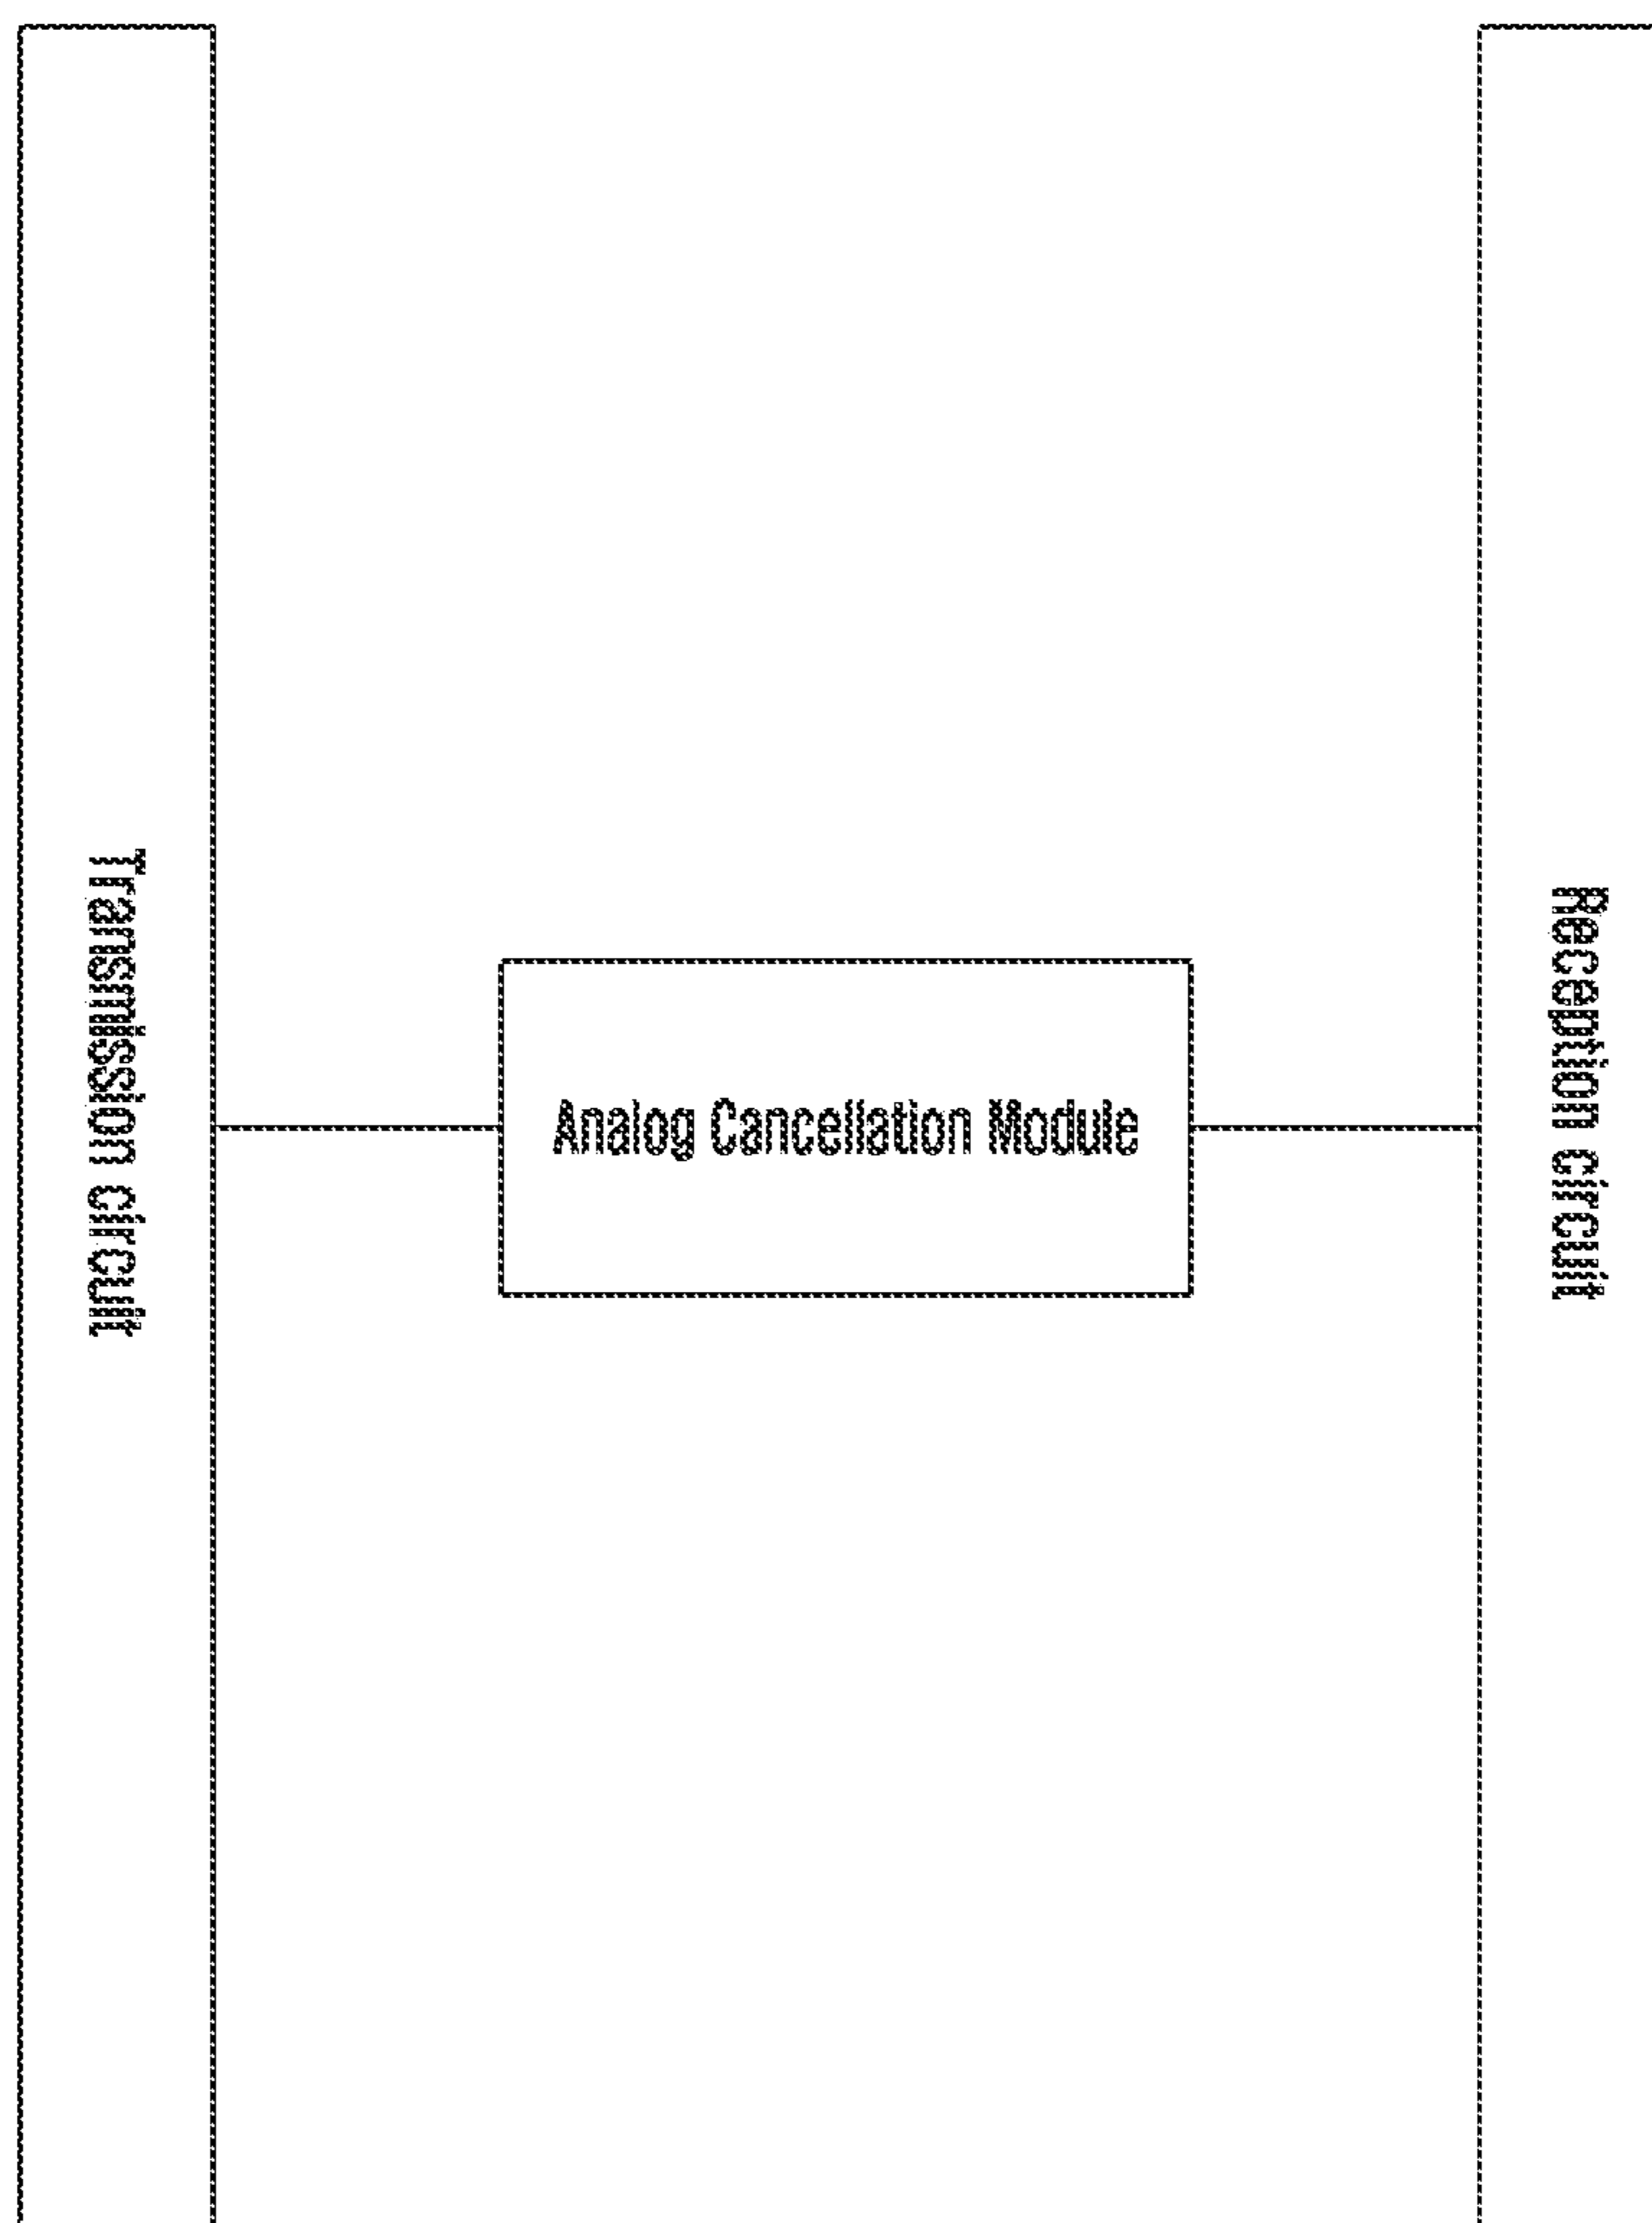 Transmission circuit
Analog Cancellation Module
Reception circuit